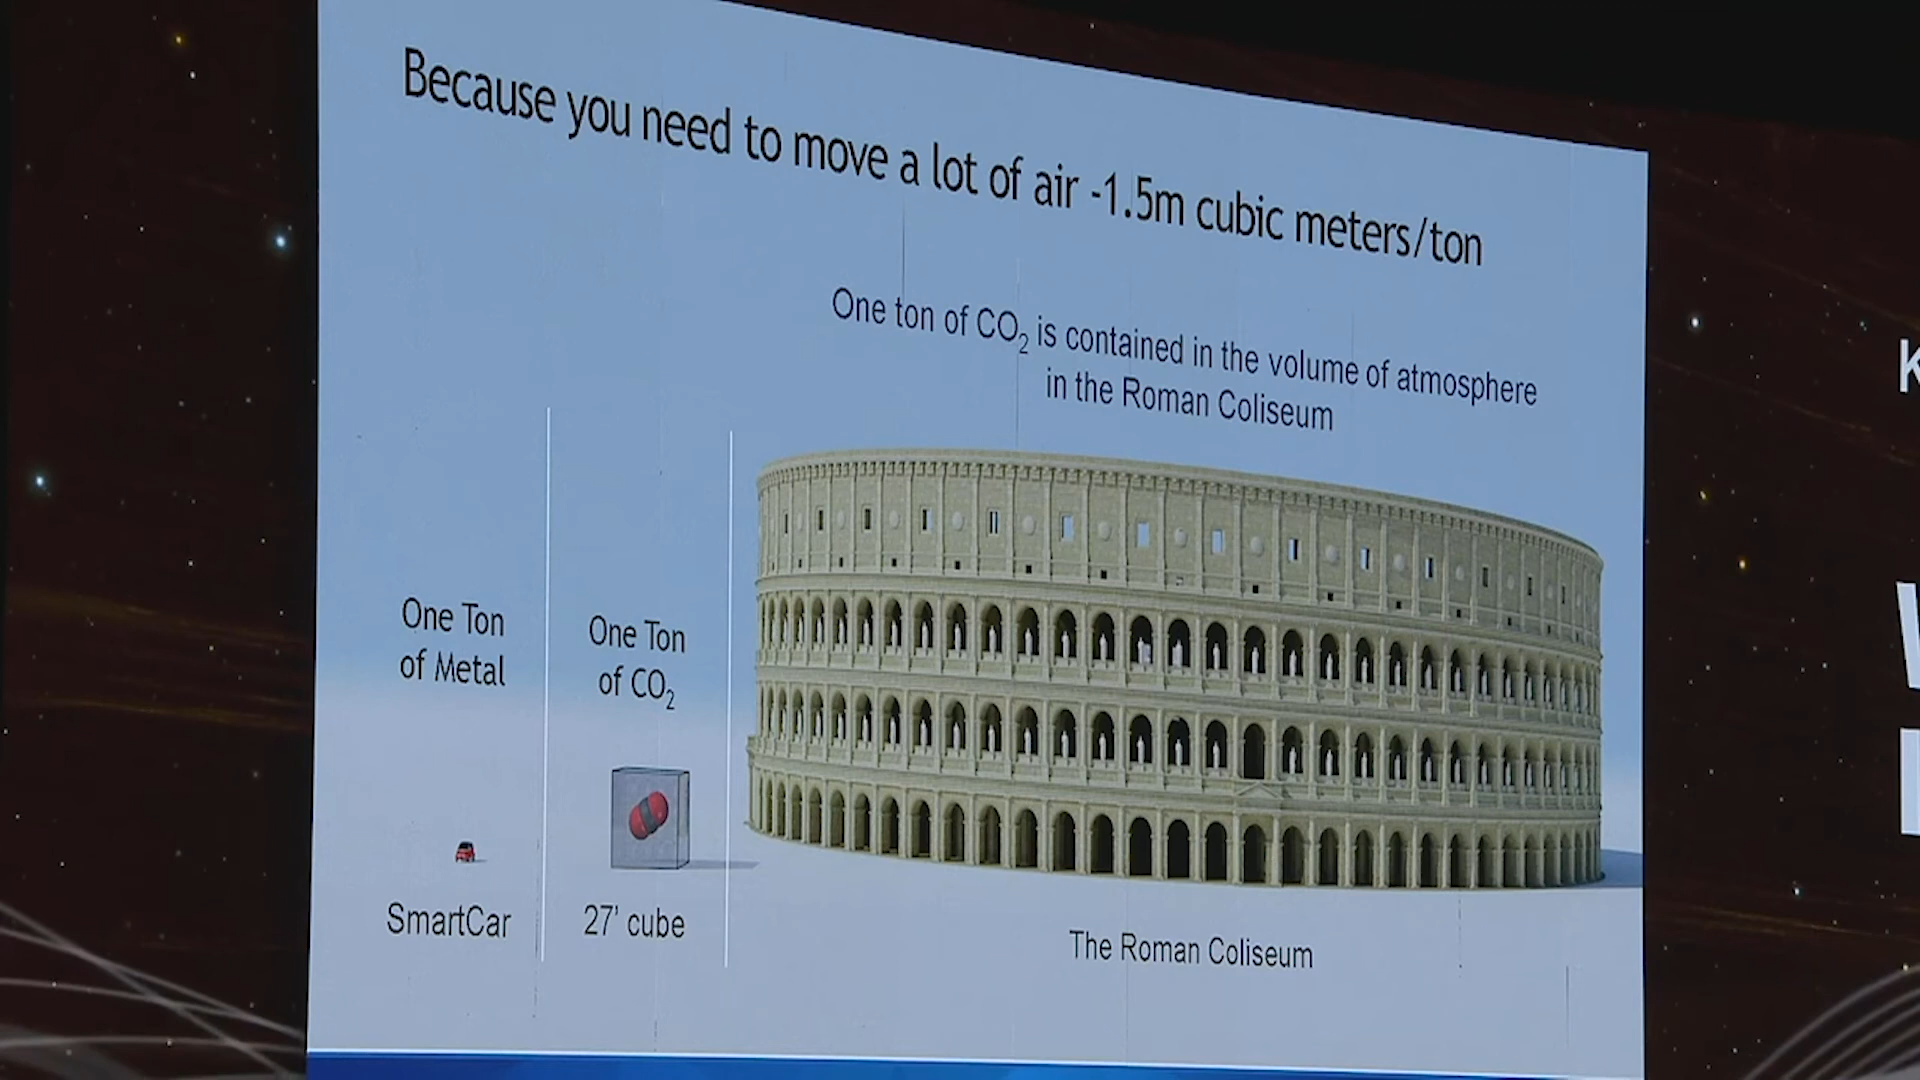 Because you need to move a lot of air -1.5m cubic meters/ton
One ton of CO₂ is contained in the volume of atmosphere
in the Roman Coliseum
One Ton
of Metal
One Ton
of CO₂
SmartCar
27' cube
The Roman Coliseum